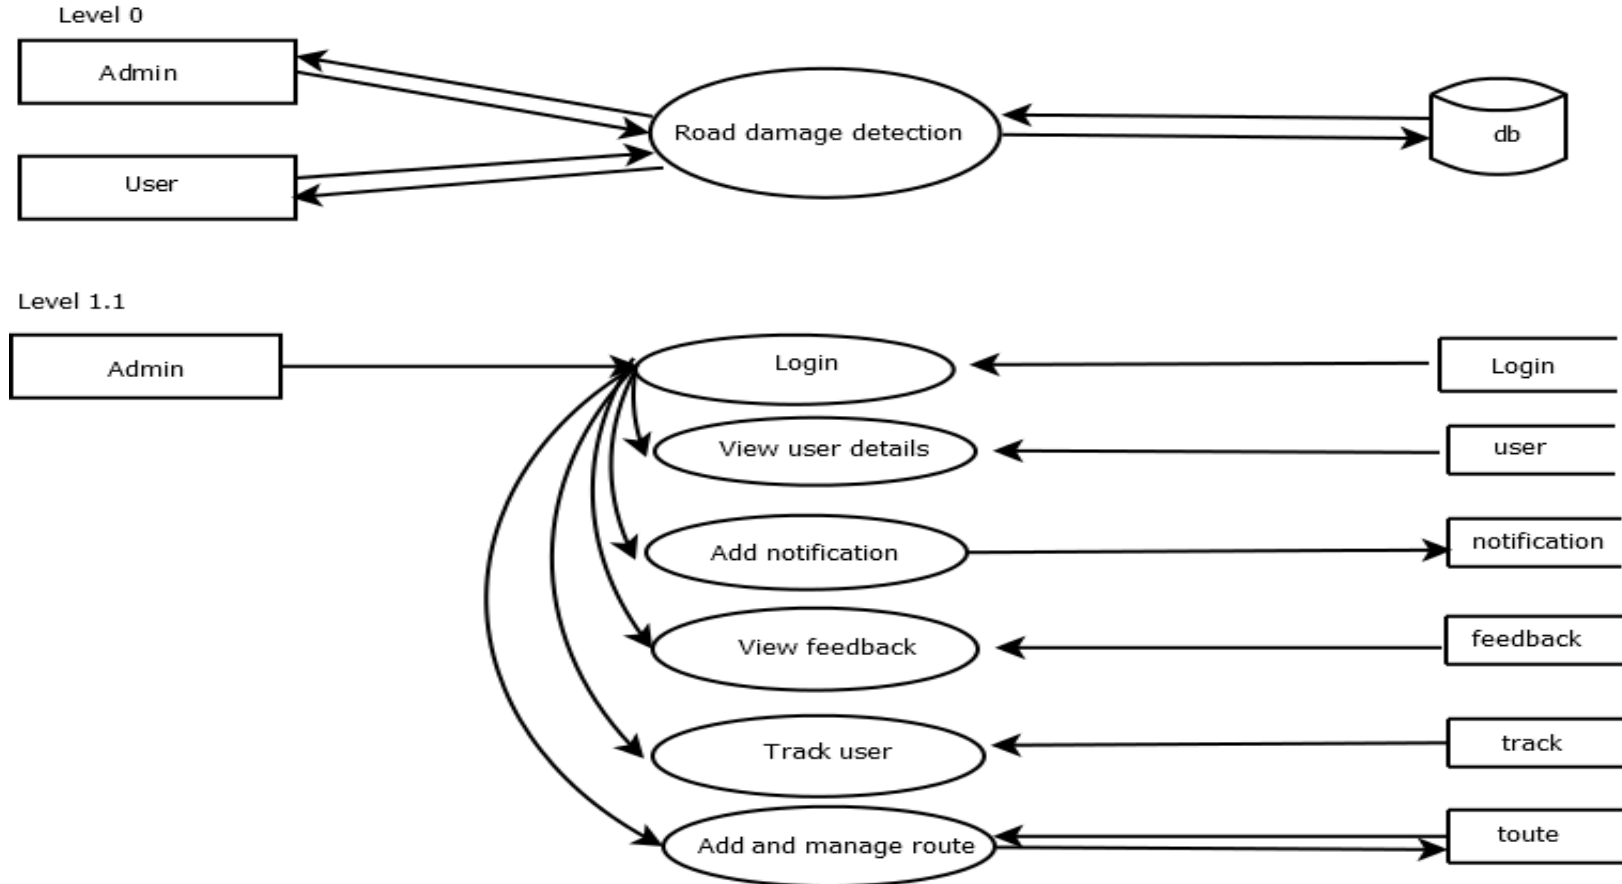 Level 0
Admin
Road damage detection
db
User
Level 1.1
Admin
Login
Login
View user details
user
Add notification
notification
View feedback
feedback
Track user
track
Add and manage route
toute